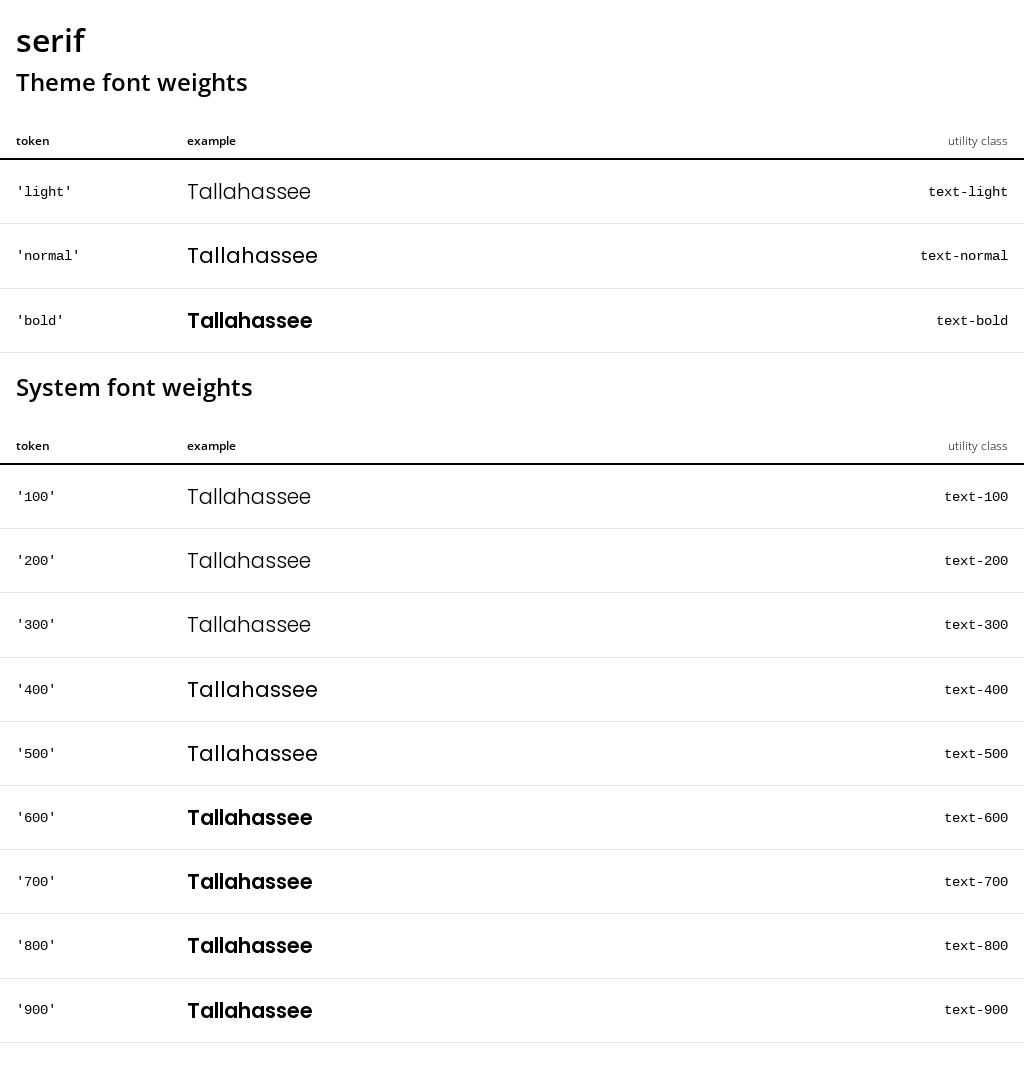 serif
Theme font weights
token example utility class
'light' Tallahassee text-light
'normal' Tallahassee text-normal
'bold' Tallahassee text-bold
System font weights
token example utility class
'100' Tallahassee text-100
'200' Tallahassee text-200
'300' Tallahassee text-300
'400' Tallahassee text-400
'500' Tallahassee text-500
'600' Tallahassee text-600
'700' Tallahassee text-700
'800' Tallahassee text-800
'900' Tallahassee text-900